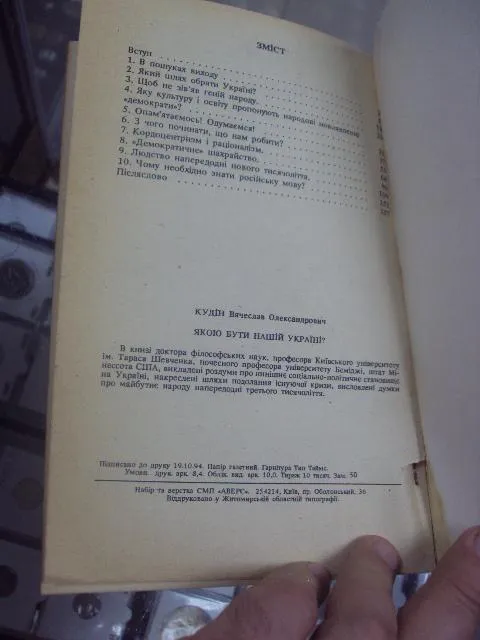 ЗМІСТ
Вступ
1. В пошуках виходу
2. Який шлях обрати Україні?
3. Щоб не зів'яв геній народу.
4. Яку культуру і освіту пропонують народові новоявлені
«демократи»?
5. Опам'ятаємось! Одумаємся!
6. З чого починати, що нам робити?
7. Кордоцентрізм і раціоналізм.
8. «Демократичне» шахрайство.
9. Людство напередодні нового тисячоліття.
10. Чому необхідно знати російську мову?
Післяслово
КУДІН Вячеслав Олександрович
ЯКОЮ БУТИ НАШІЙ УКРАЇНІ?
В книзі доктора філософських наук, професора Київського університету
ім. Тараса Шевченка, почесного професора університету Беміджі, штат Мі-
нессота США, викладені роздуми про нинішнє соціально-політичне становище
на Україні, накреслені шляхи подолання існуючої кризи, висловлені думки
про майбутнє народу напередодні третього тисячоліття.
Підписано до друку 19.10.94. Папір газетний. Гарнітура Тип Таймс.
Умовн. друк. арк. 8,4. Облік. вид. арк. 10,0. Тираж 10 тисяч. Зам. 50
Набір та верстка СМП «АВЕРС». 254214, Київ, пр. Оболонський, 36
Віддруковано у Житомирській обласній типографії.